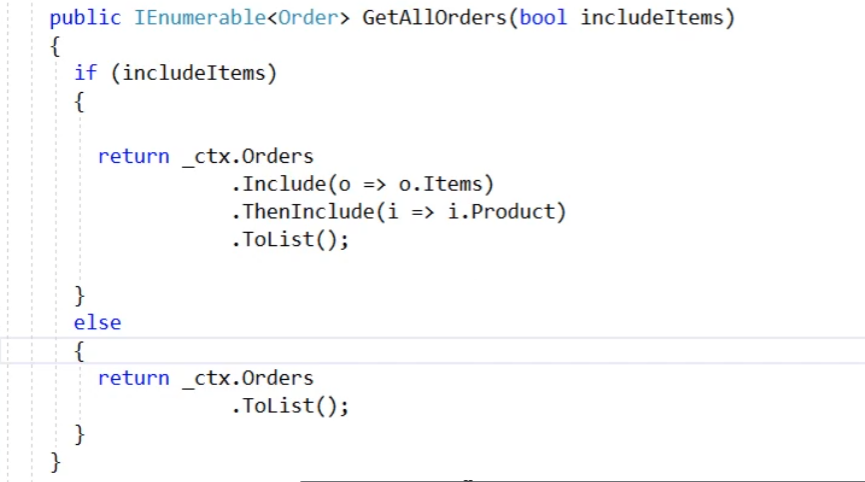 public IEnumerable<Order> GetAllOrders(bool includeItems)
{
if (includeItems)
{
return _ctx.Orders
.Include(o => o.Items)
.ThenInclude(i => i.Product)
.ToList();
}
else
{
return _ctx.Orders
.ToList();
}
}